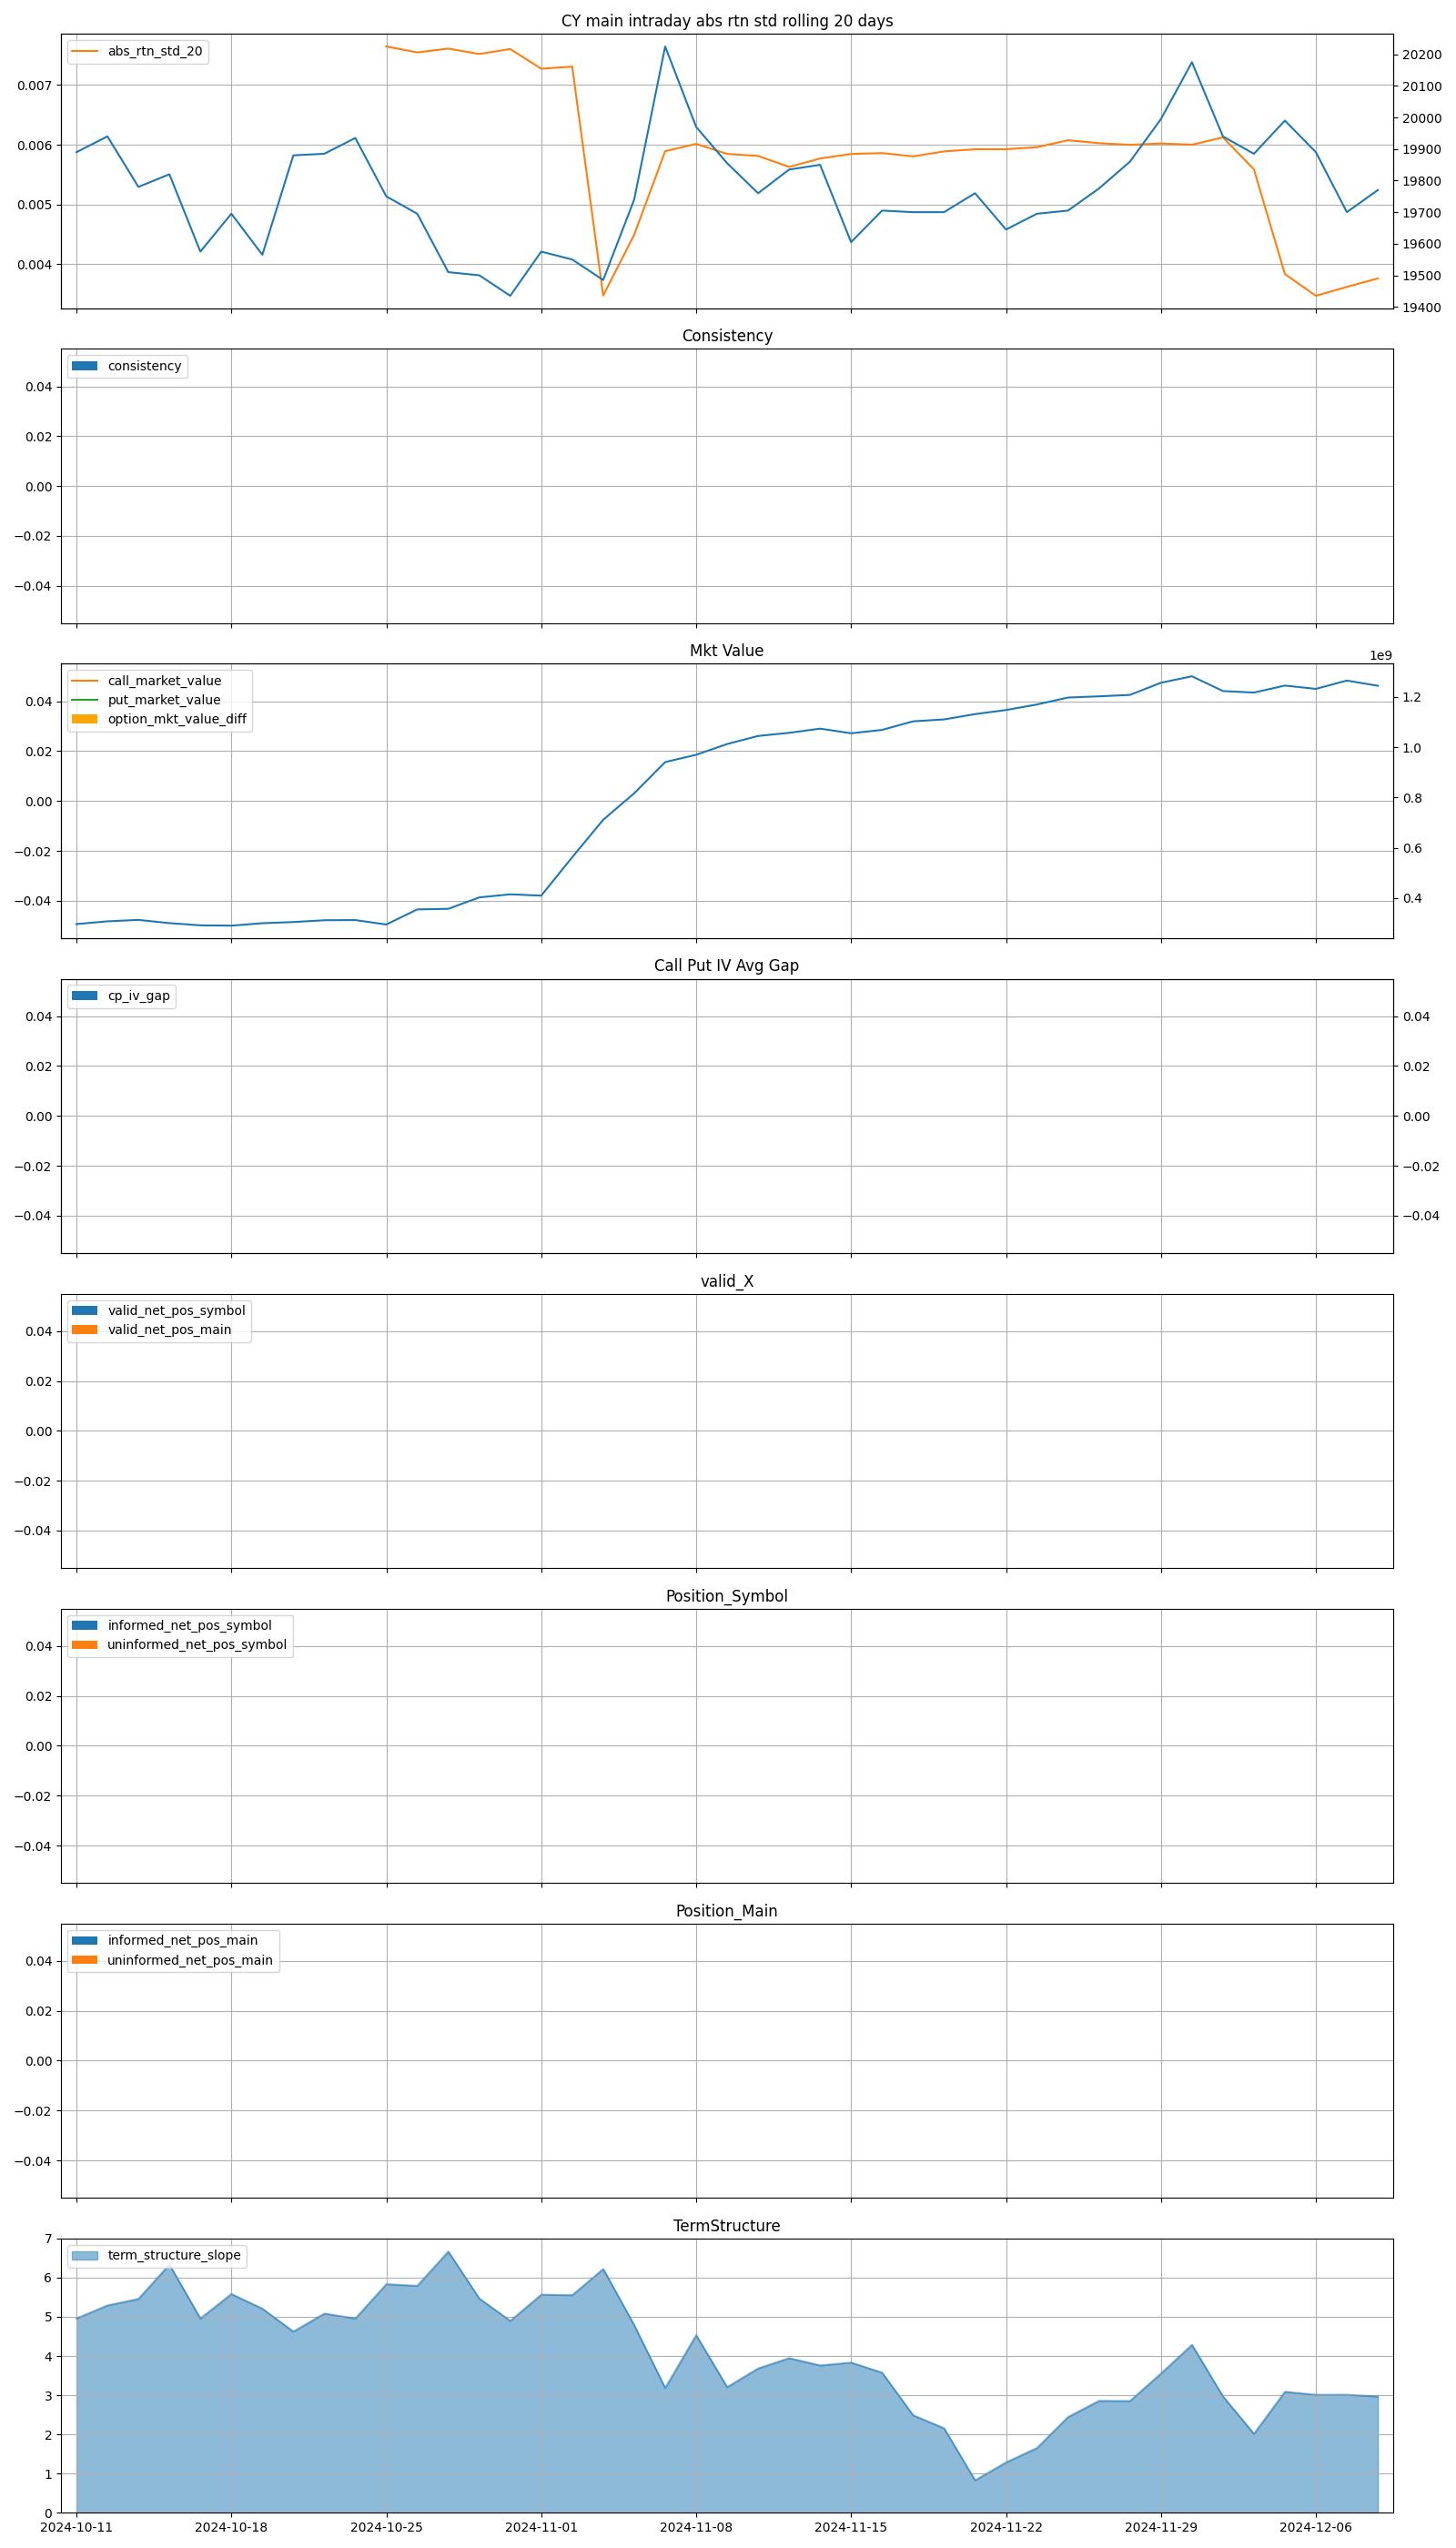 CY main intraday abs rtn std rolling 20 days
abs_rtn_std_20
0.007
0.006
0.005
0.004
20200
20100
20000
19900
19800
19700
19600
19500
19400
Consistency
consistency
0.04
0.02
0.00
−0.02
−0.04
Mkt Value
1e9
call_market_value
put_market_value
option_mkt_value_diff
0.04
0.02
0.00
−0.02
−0.04
1.2
1.0
0.8
0.6
0.4
Call Put IV Avg Gap
cp_iv_gap
0.04
0.02
0.00
−0.02
−0.04
0.04
0.02
0.00
−0.02
−0.04
valid_X
valid_net_pos_symbol
valid_net_pos_main
0.04
0.02
0.00
−0.02
−0.04
Position_Symbol
informed_net_pos_symbol
uninformed_net_pos_symbol
0.04
0.02
0.00
−0.02
−0.04
Position_Main
informed_net_pos_main
uninformed_net_pos_main
0.04
0.02
0.00
−0.02
−0.04
TermStructure
term_structure_slope
7
6
5
4
3
2
1
0
2024-10-11 2024-10-18 2024-10-25 2024-11-01 2024-11-08 2024-11-15 2024-11-22 2024-11-29 2024-12-06